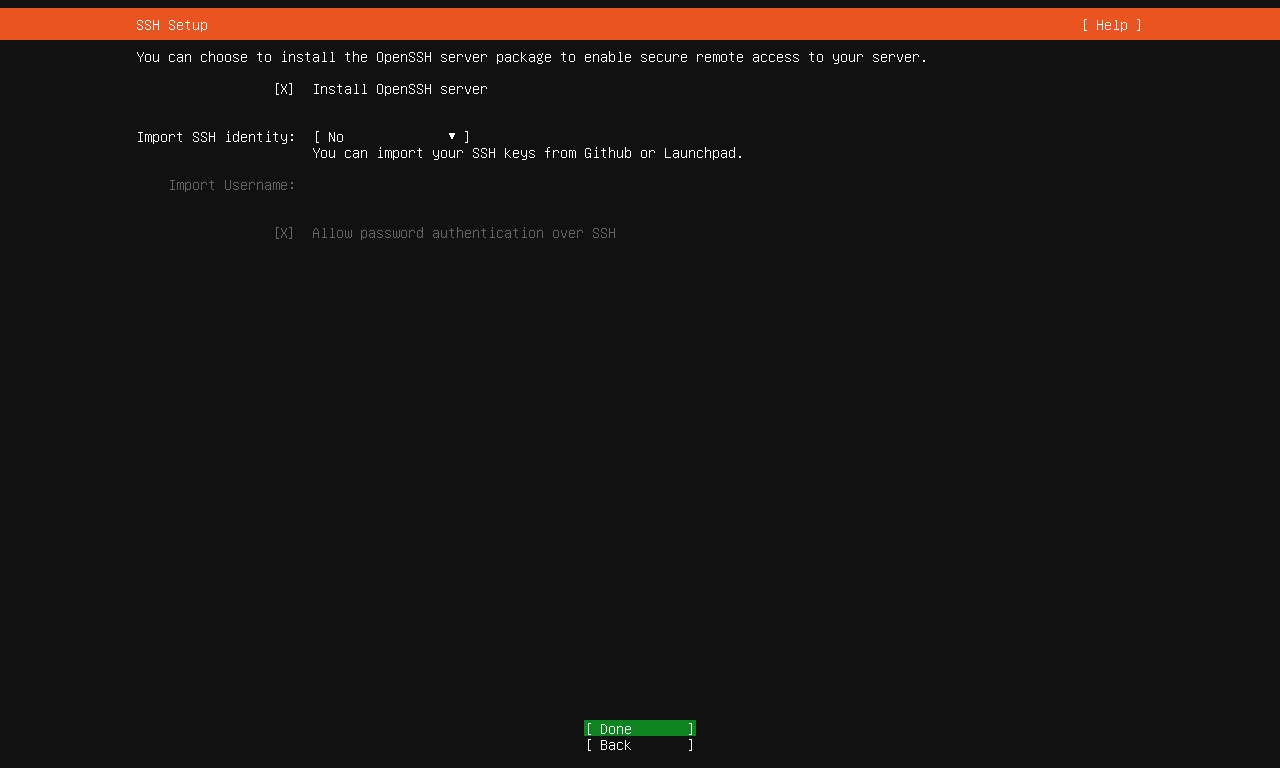 SSH Setup [ Help ]
You can choose to install the OpenSSH server package to enable secure remote access to your server.
[X] Install OpenSSH server
Import SSH identity: [ No ▼ ]
You can import your SSH keys from Github or Launchpad.
Import Username:
[X] Allow password authentication over SSH
[ Done ]
[ Back ]